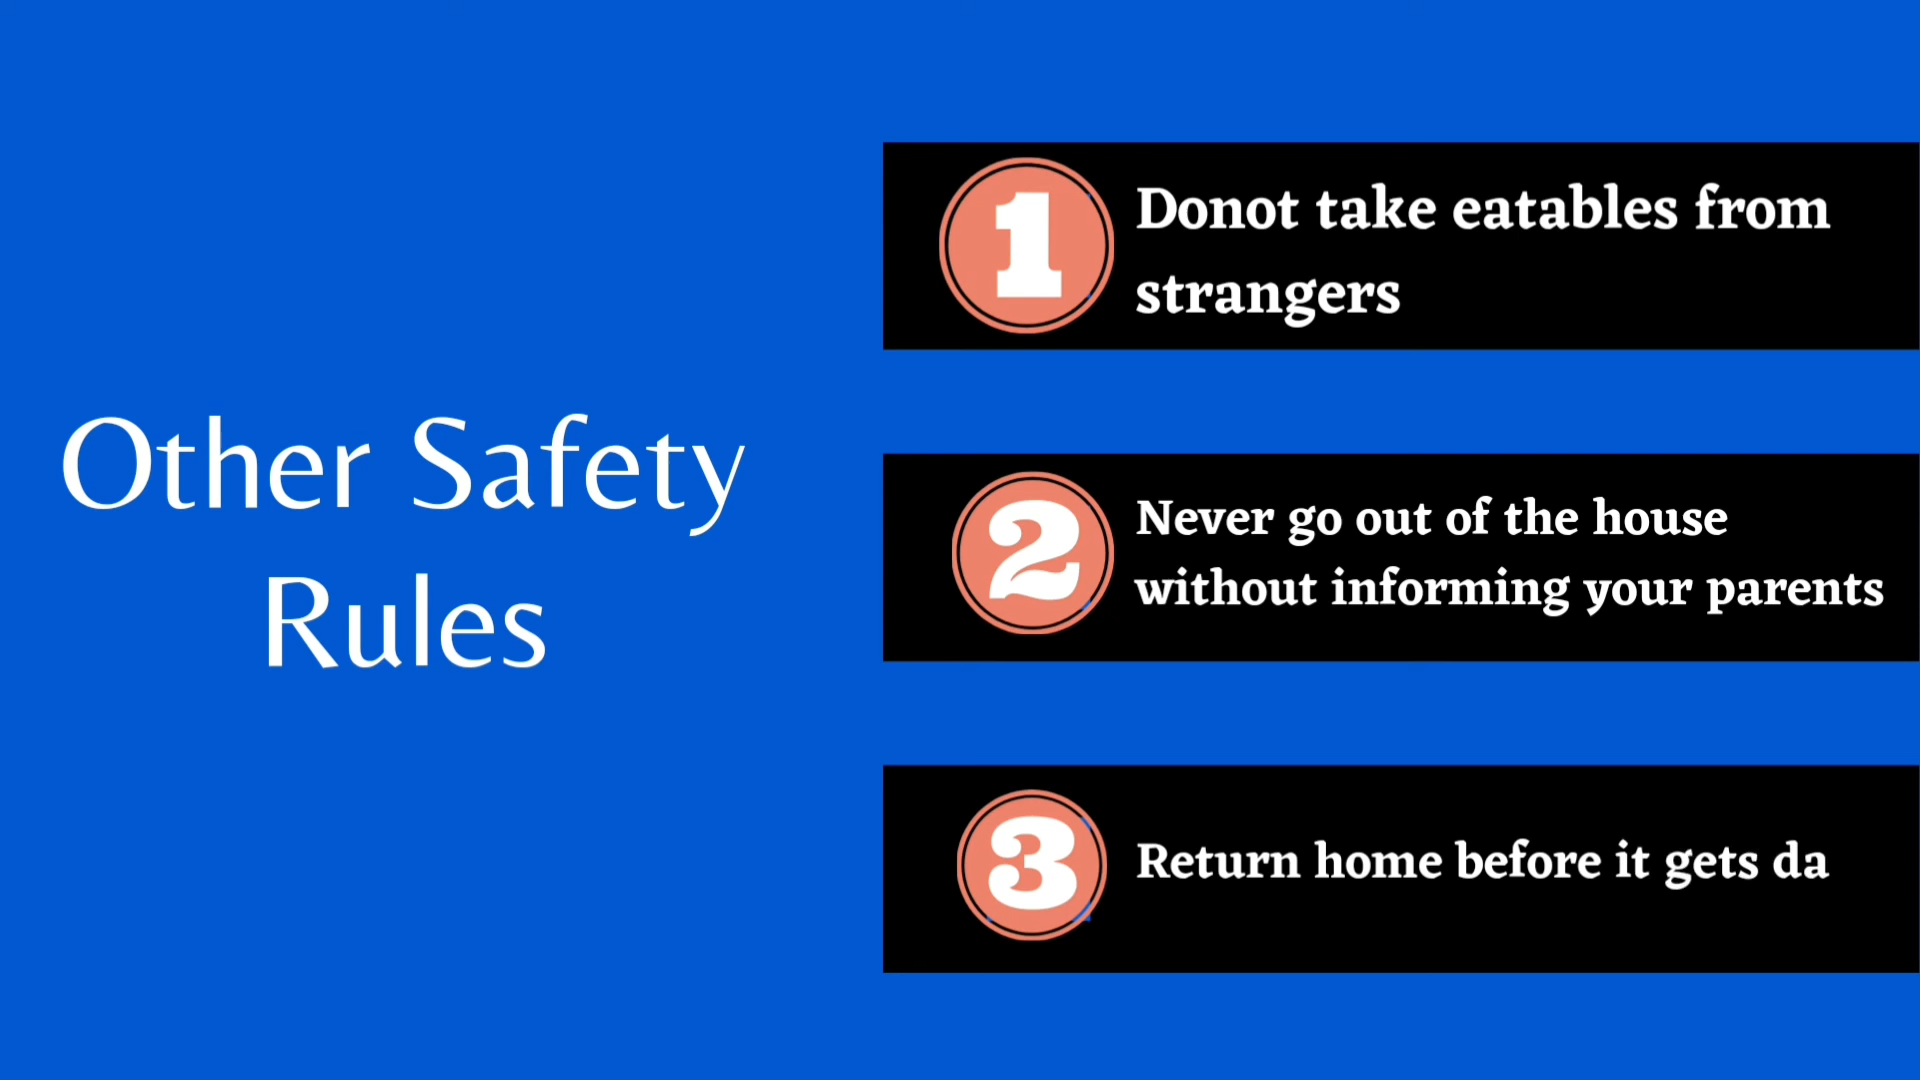 Other Safety
Rules
1
Donot take eatables from
strangers
2
Never go out of the house
without informing your parents
3
Return home before it gets da